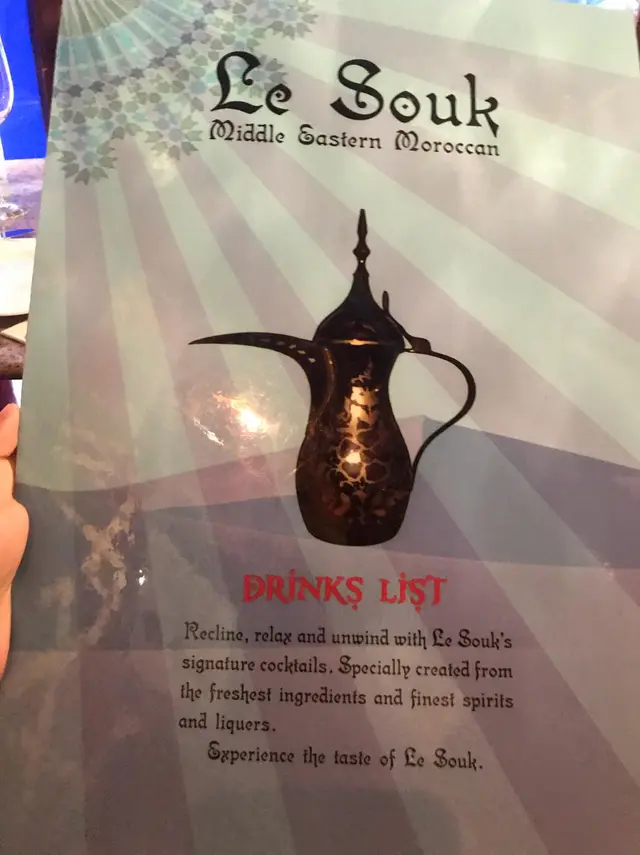 Le Souk
Middle Eastern Moroccan
DRINKS LIST
Recline, relax and unwind with Le Souk's
signature cocktails. Specially created from
the freshest ingredients and finest spirits
and liquers.
Experience the taste of Le Souk.